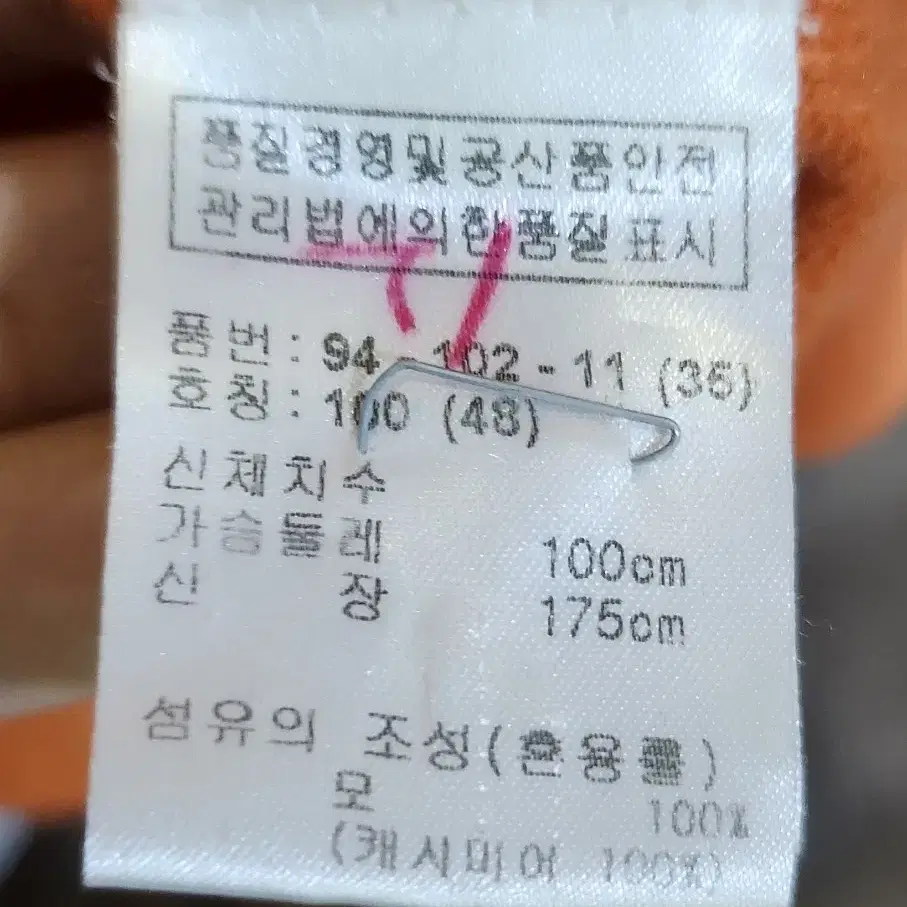 품질경영및공산품안전
관리법에의한품질표시
품번 : 94-102-11 (35)
호칭 : 100 (48)
신체치수
가슴둘레 100cm
신장 175cm
섬유의 조성(혼용률)
모 100%
(캐시미어 100%)